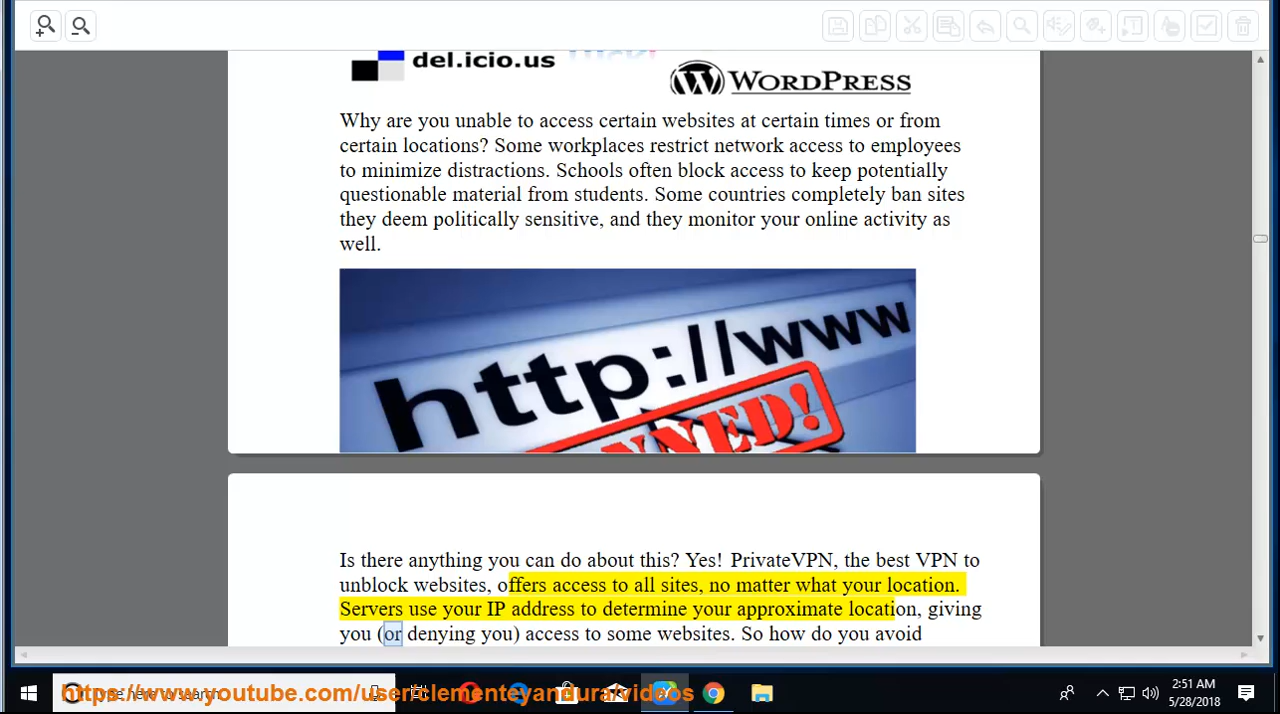 del.icio.us
WORDPRESS
Why are you unable to access certain websites at certain times or from
certain locations? Some workplaces restrict network access to employees
to minimize distractions. Schools often block access to keep potentially
questionable material from students. Some countries completely ban sites
they deem politically sensitive, and they monitor your online activity as
well.
http://www
Is there anything you can do about this? Yes! PrivateVPN, the best VPN to
unblock websites, offers access to all sites, no matter what your location.
Servers use your IP address to determine your approximate location, giving
you (or denying you) access to some websites. So how do you avoid
https://www.youtube.com/user/clementeyandura/videos
2:51 AM
5/28/2018